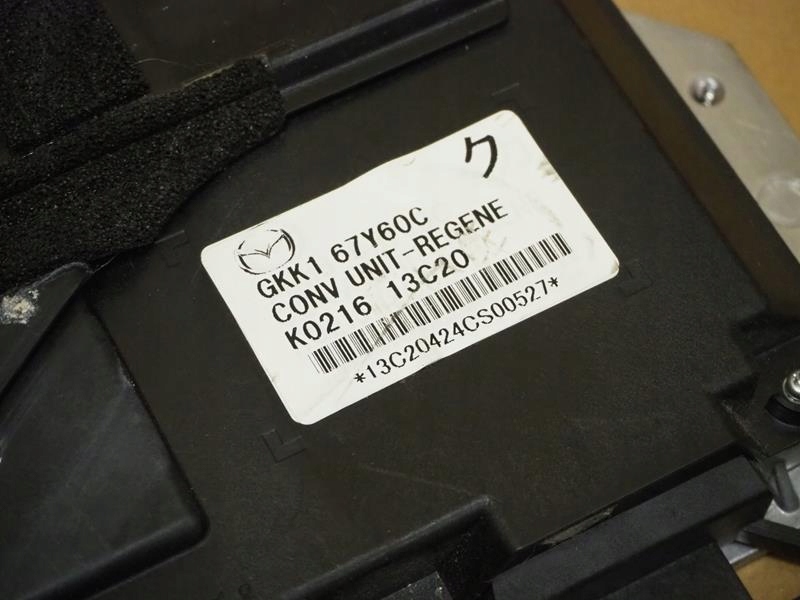 ク
GKK1 67Y60C
CONV UNIT-REGENE
K0216 13C20
*13C20424CS00527*